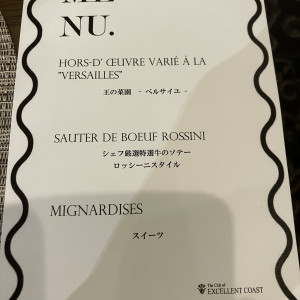 ME
NU.
HORS-D' ŒUVRE VARIÉ À LA
"VERSAILLES"
王の菜園 - ベルサイユ -
SAUTER DE BOEUF ROSSINI
シェフ厳選特選牛のソテー
ロッシーニスタイル
MIGNARDISES
スイーツ
The Club of
EXCELLENT COAST